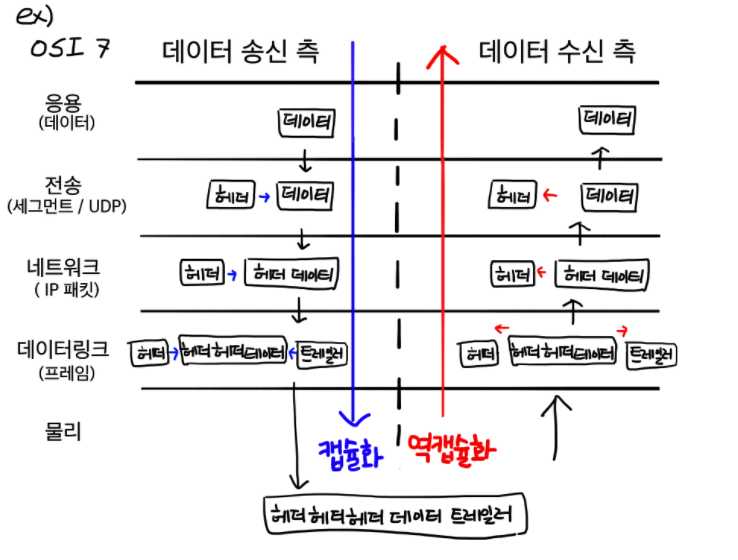 ex)
OSI 7 데이터 송신 측 데이터 수신 측
응용
(데이터) 데이터 데이터
전송
(세그먼트 / UDP) 헤더 데이터 헤더 데이터
네트워크
( IP 패킷) 헤더 헤더 데이터 헤더 헤더 데이터
데이터링크
(프레임) 헤더 헤더헤더데이터 트레일러 헤더 헤더헤더데이터 트레일러
물리
캡슐화 역캡슐화
헤더헤더헤더 데이터 트레일러